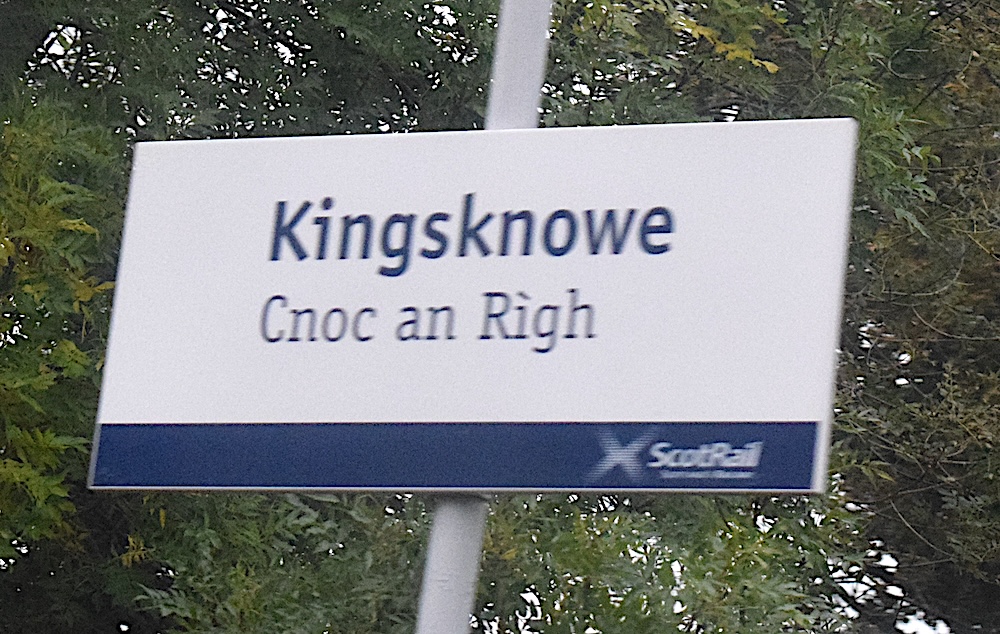 Kingsknowe
Cnoc an Rìgh
ScotRail